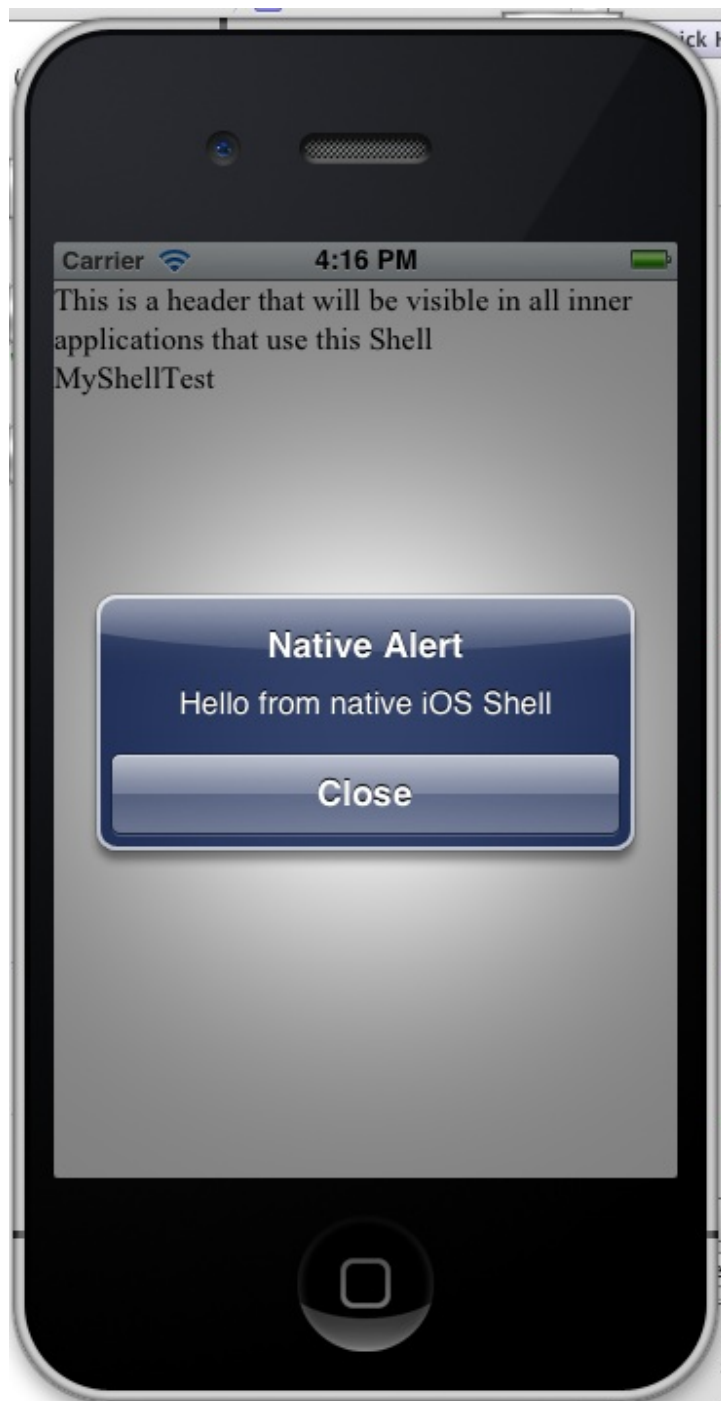 ick H
Carrier 4:16 PM
This is a header that will be visible in all inner
applications that use this Shell
MyShellTest
Native Alert
Hello from native iOS Shell
Close